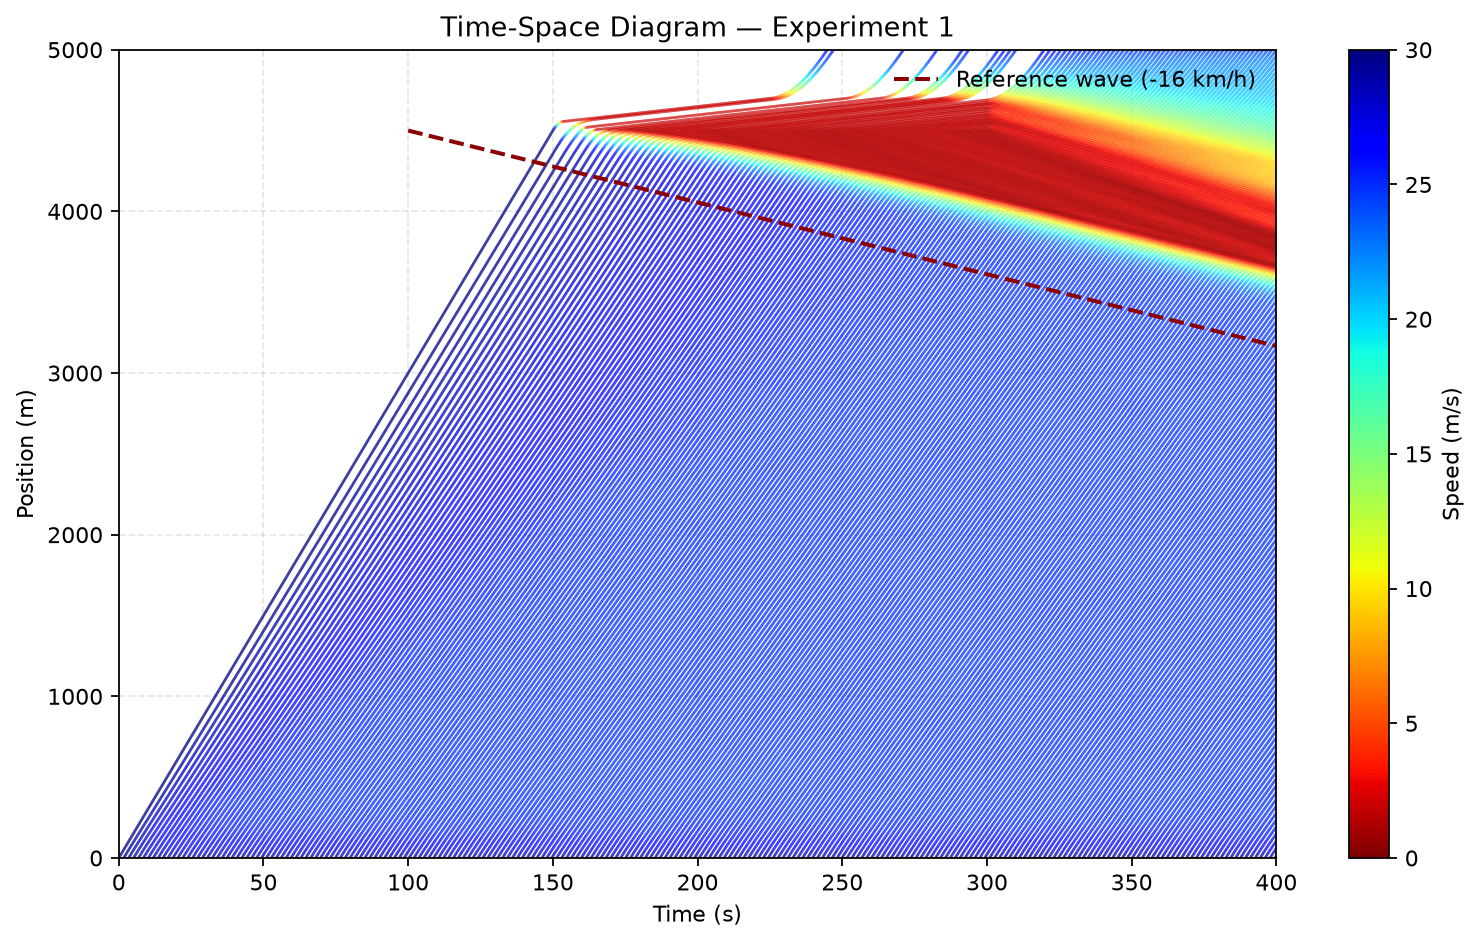 Time-Space Diagram — Experiment 1
Reference wave (-16 km/h)
5000
4000
3000
2000
1000
0
Position (m)
0 50 100 150 200 250 300 350 400
Time (s)
30
25
20
15
10
5
0
Speed (m/s)